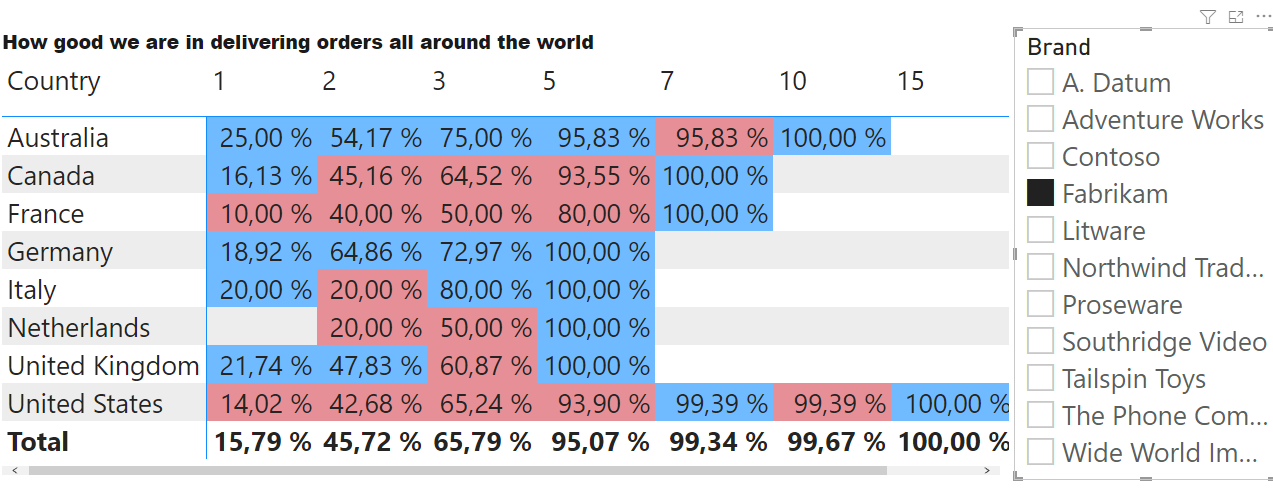 How good we are in delivering orders all around the world
Country 1 2 3 5 7 10 15
Australia 25,00 % 54,17 % 75,00 % 95,83 % 95,83 % 100,00 %
Canada 16,13 % 45,16 % 64,52 % 93,55 % 100,00 %
France 10,00 % 40,00 % 50,00 % 80,00 % 100,00 %
Germany 18,92 % 64,86 % 72,97 % 100,00 %
Italy 20,00 % 20,00 % 80,00 % 100,00 %
Netherlands 20,00 % 50,00 % 100,00 %
United Kingdom 21,74 % 47,83 % 60,87 % 100,00 %
United States 14,02 % 42,68 % 65,24 % 93,90 % 99,39 % 99,39 % 100,00 %
Total 15,79 % 45,72 % 65,79 % 95,07 % 99,34 % 99,67 % 100,00 %
Brand
A. Datum
Adventure Works
Contoso
Fabrikam
Litware
Northwind Trad...
Proseware
Southridge Video
Tailspin Toys
The Phone Com...
Wide World Im...